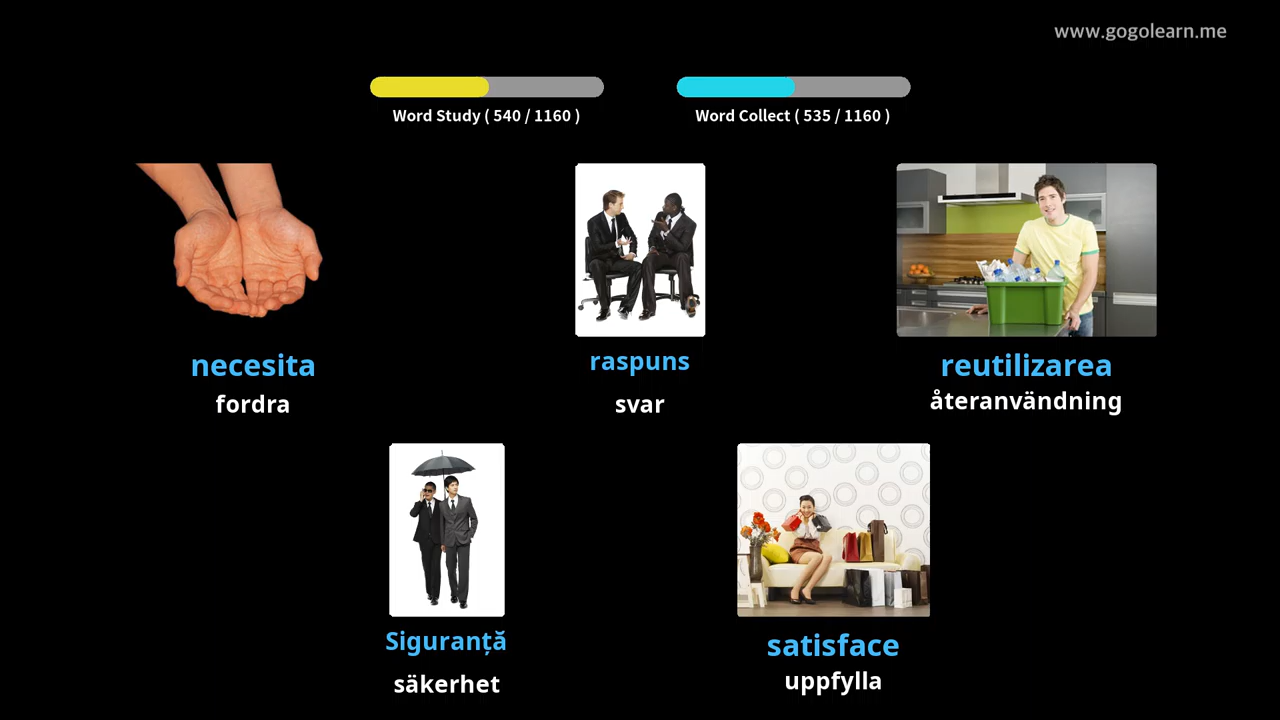 www.gogolearn.me
Word Study ( 540 / 1160 )
Word Collect ( 535 / 1160 )
necesita
fordra
raspuns
svar
reutilizarea
återanvändning
Siguranță
säkerhet
satisface
uppfylla